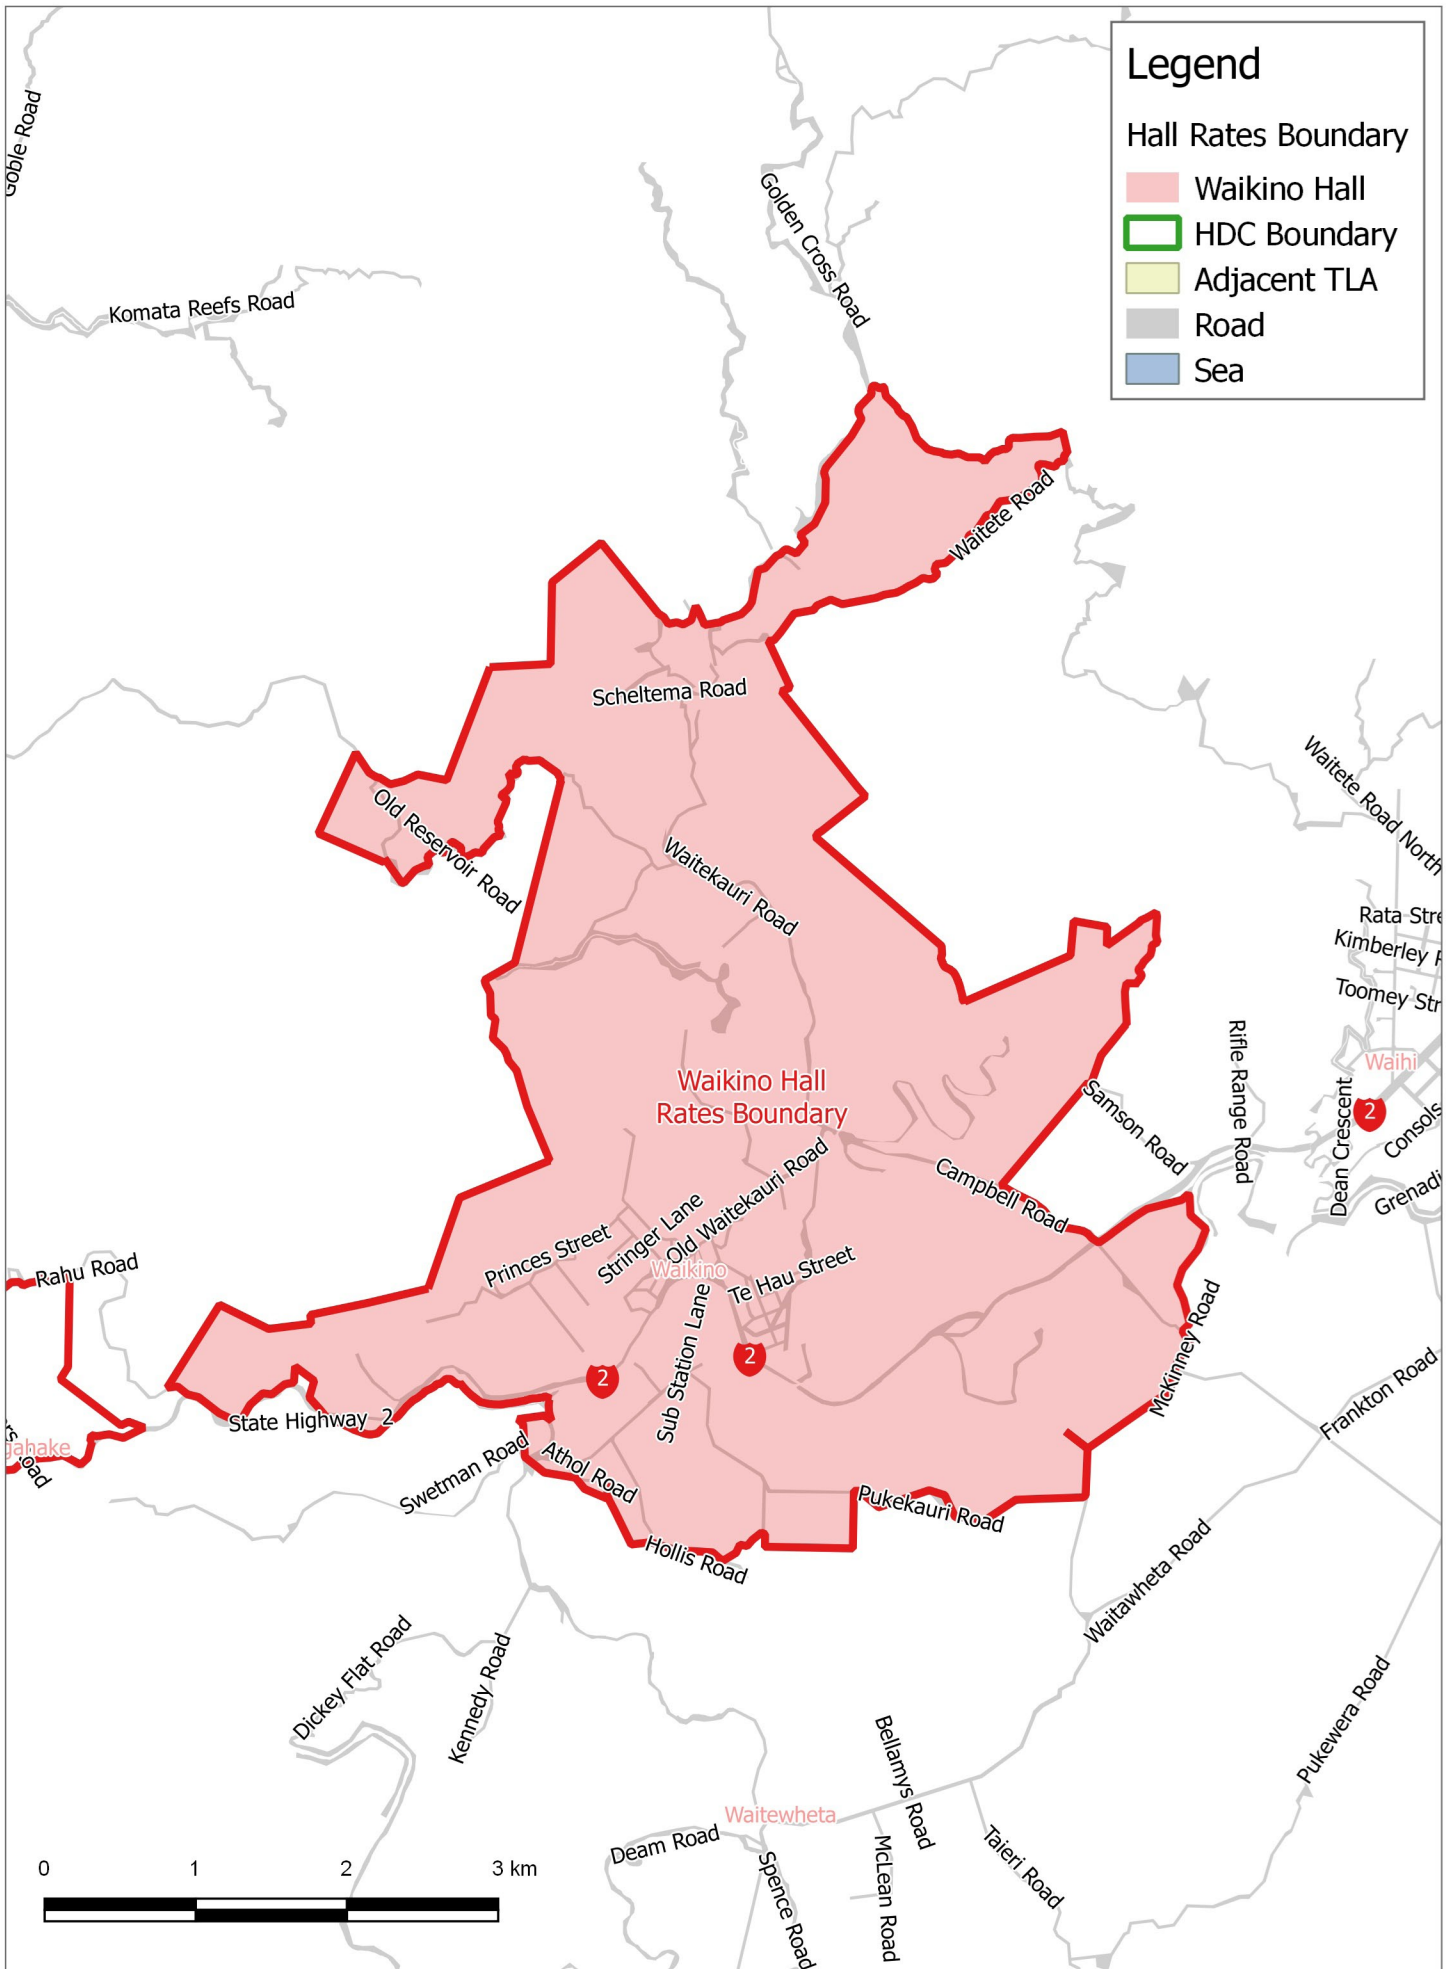 Legend
Hall Rates Boundary
Waikino Hall
HDC Boundary
Adjacent TLA
Road
Sea
Goble Road
Golden Cross Road
Komata Reefs Road
Waitete Road
Scheltema Road
Waitete Road North
Old Reservoir Road
Waitekauri Road
Rata Stre
Kimberley R
Toomey Str
Rifle Range Road
Waihi
2
Dean Crescent
Consols
Grenadi
Waikino Hall
Rates Boundary
Samson Road
Campbell Road
Old Waitekauri Road
Stringer Lane
Princes Street
Waikino
Te Hau Street
Sub Station Lane
2
2
Rahu Road
McKinney Road
Frankton Road
State Highway 2
gahake
rs Road
Swetman Road
Athol Road
Hollis Road
Pukekauri Road
Waitawheta Road
Dickey Flat Road
Kennedy Road
Pukewera Road
Bellamys Road
Waitewheta
Deam Road
Spence Road
McLean Road
Taieri Road
0 1 2 3 km